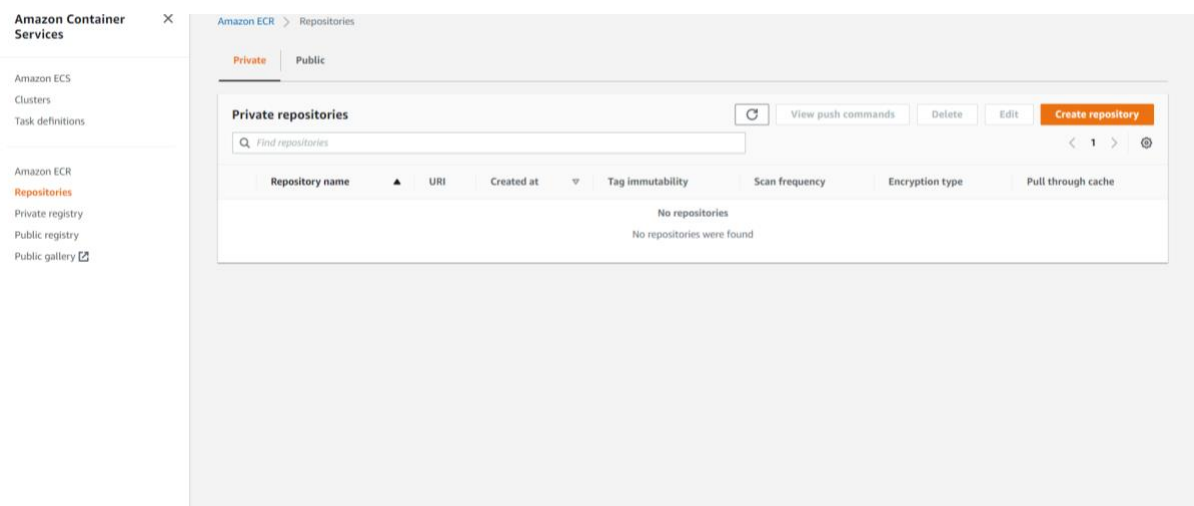 Amazon Container
Services
Amazon ECS
Clusters
Task definitions
Amazon ECR
Repositories
Private registry
Public registry
Public gallery
Amazon ECR > Repositories
Private Public
Private repositories View push commands Delete Edit Create repository
Find repositories < 1 >
Repository name URI Created at Tag immutability Scan frequency Encryption type Pull through cache
No repositories
No repositories were found